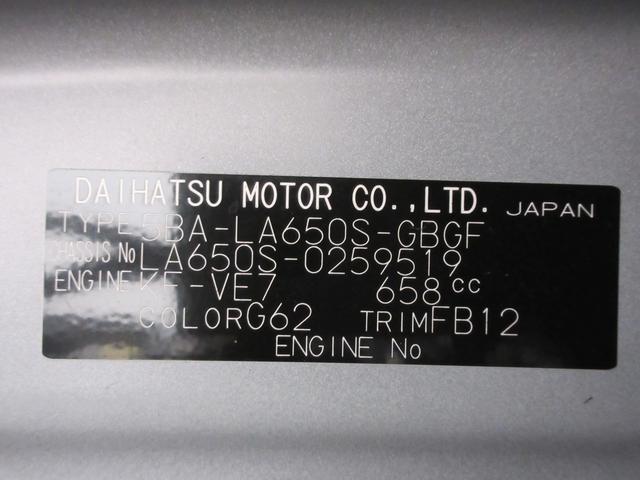 DAIHATSU MOTOR CO.,LTD. JAPAN
TYPE 5BA-LA650S-GBGF
CHASSIS No LA650S-0259519
ENGINE KF-VE7 658cc
COLOR G62 TRIM FB12
ENGINE No